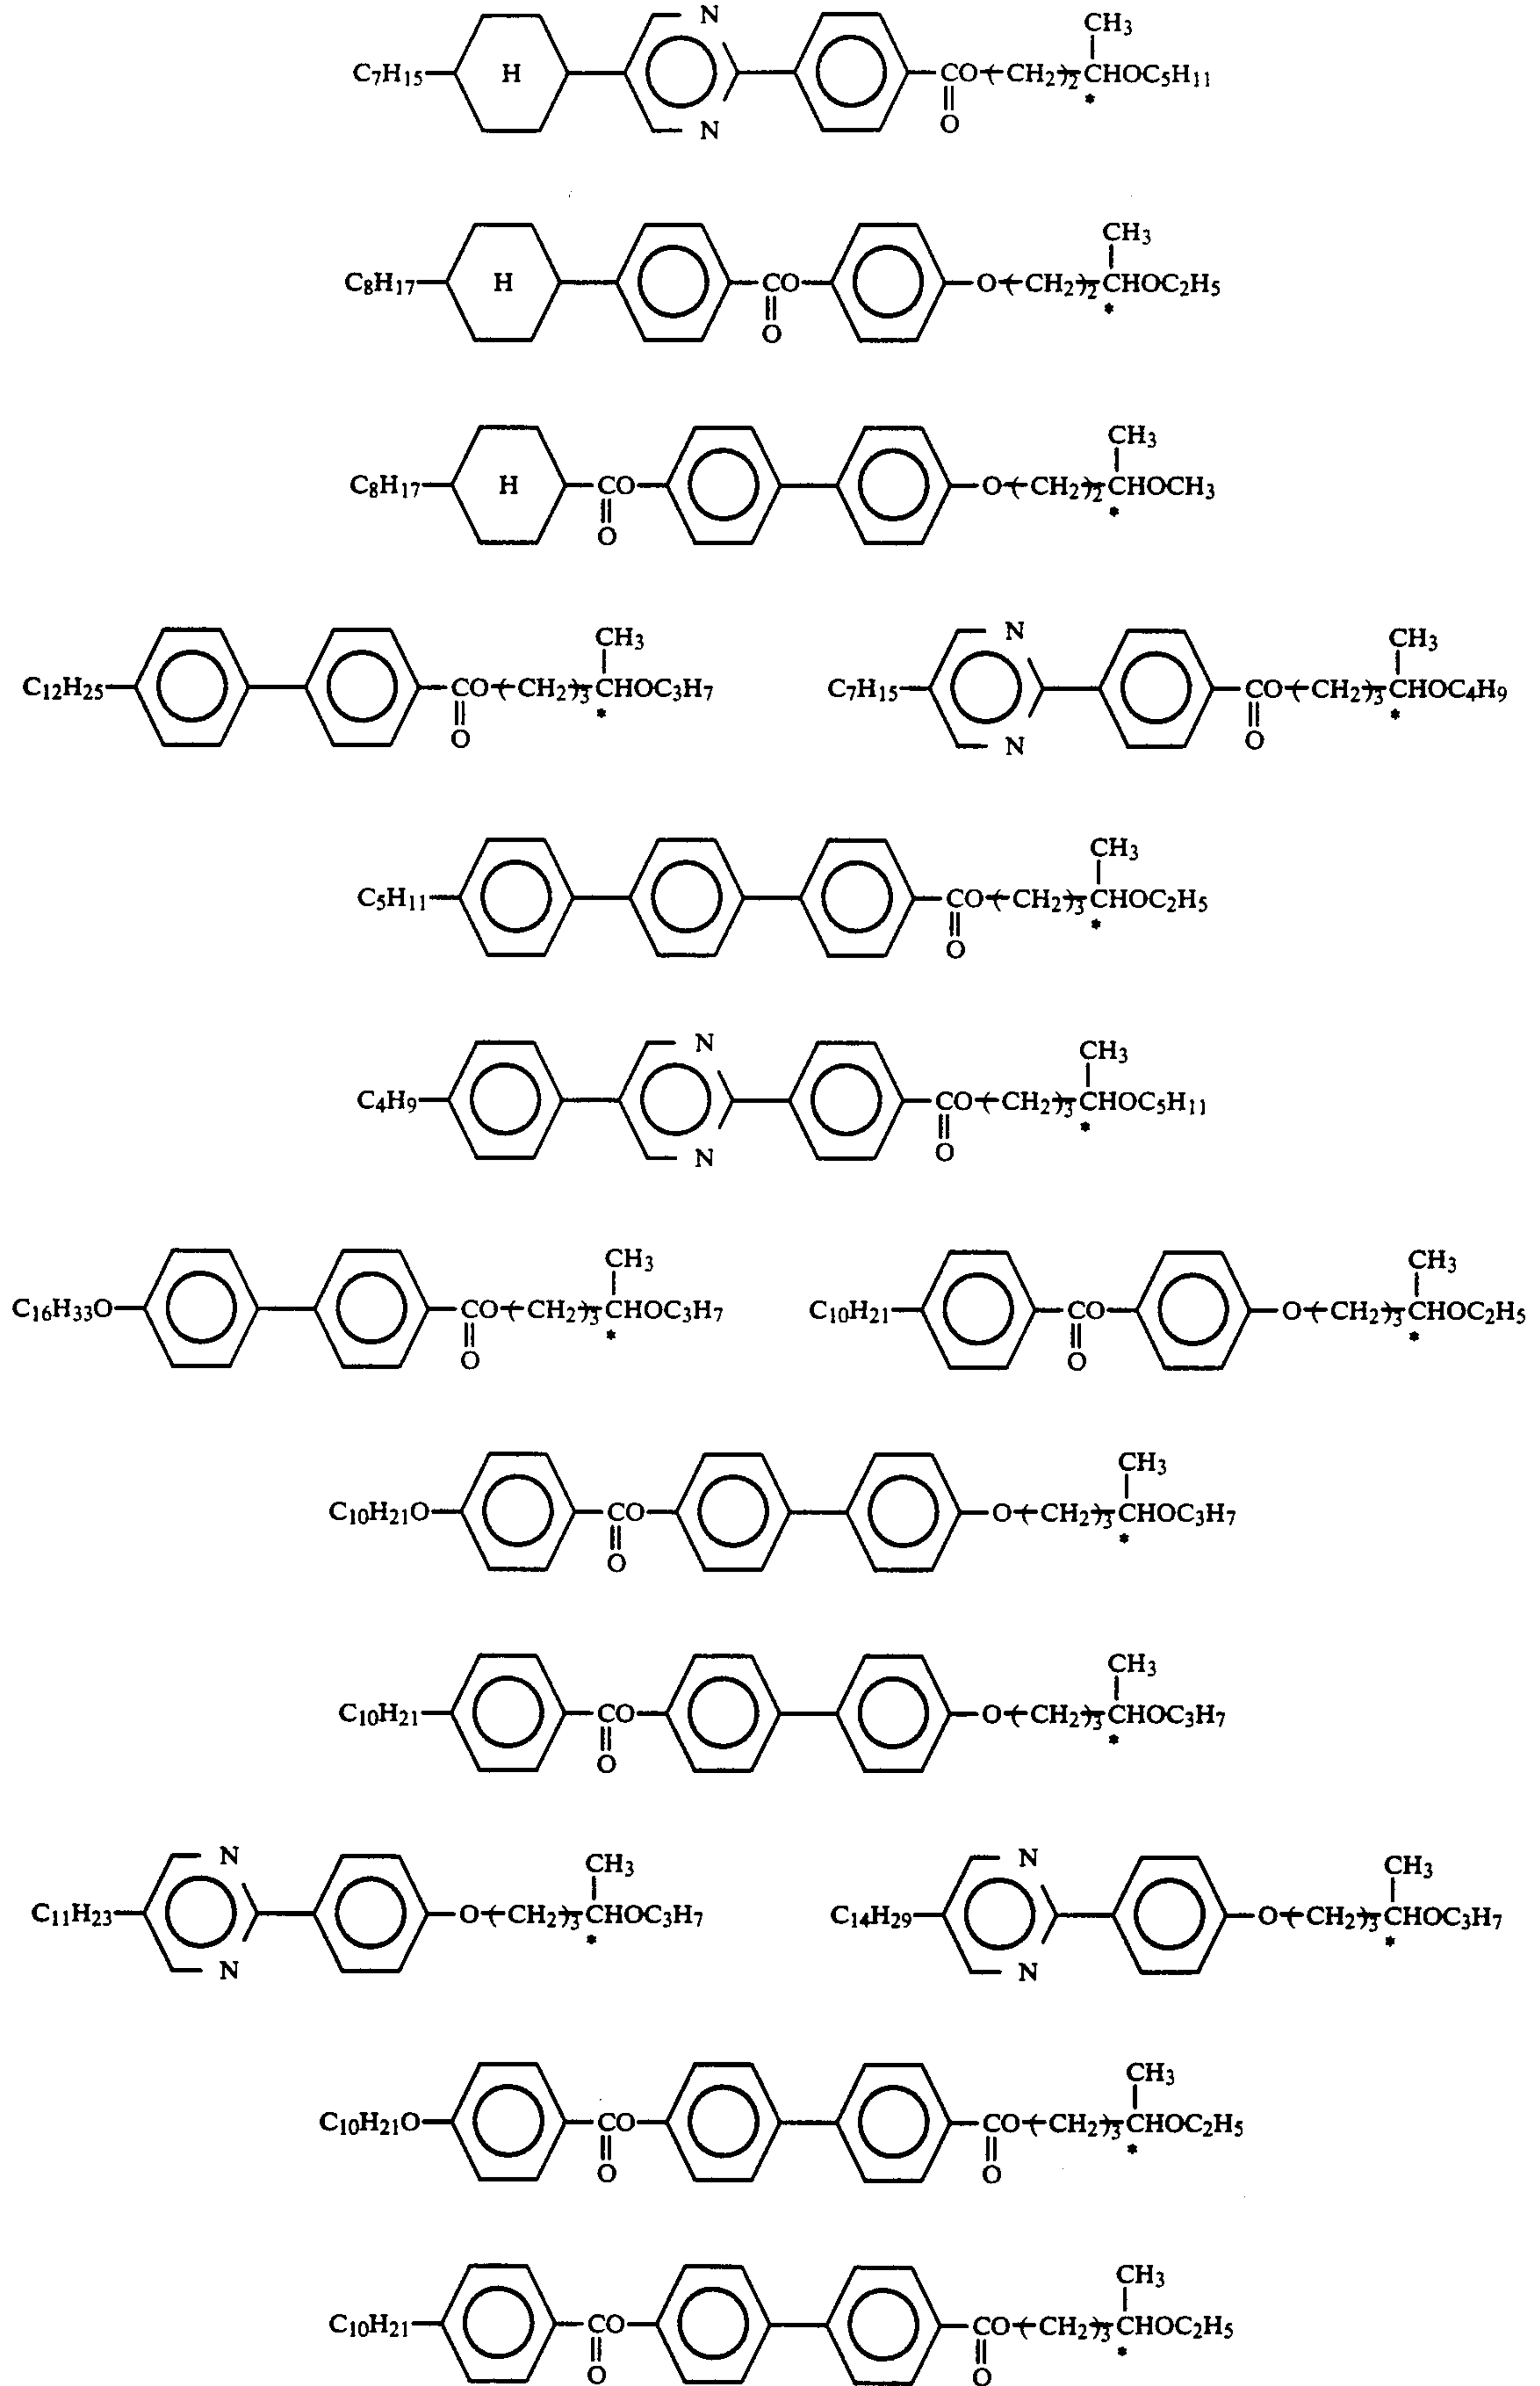 N CH3
C7H15 H CO(CH2)2CHOC5H11
*
N O
CH3
C8H17 H CO O(CH2)2CHOC2H5
*
O
CH3
C8H17 H CO O(CH2)2CHOCH3
*
O
CH3 N CH3
C12H25 CO(CH2)3CHOC3H7 C7H15 CO(CH2)3CHOC4H9
* *
O N O
CH3
C5H11 CO(CH2)3CHOC2H5
*
O
N CH3
C4H9 CO(CH2)3CHOC5H11
*
N O
CH3 CH3
C16H33O CO(CH2)3CHOC3H7 C10H21 CO O(CH2)3CHOC2H5
* *
O O
CH3
C10H21O CO O(CH2)3CHOC3H7
*
O
CH3
C10H21 CO O(CH2)3CHOC3H7
*
O
N CH3 N CH3
C11H23 O(CH2)3CHOC3H7 C14H29 O(CH2)3CHOC3H7
* *
N N
CH3
C10H21O CO CO(CH2)3CHOC2H5
*
O O
CH3
C10H21 CO CO(CH2)3CHOC2H5
*
O O